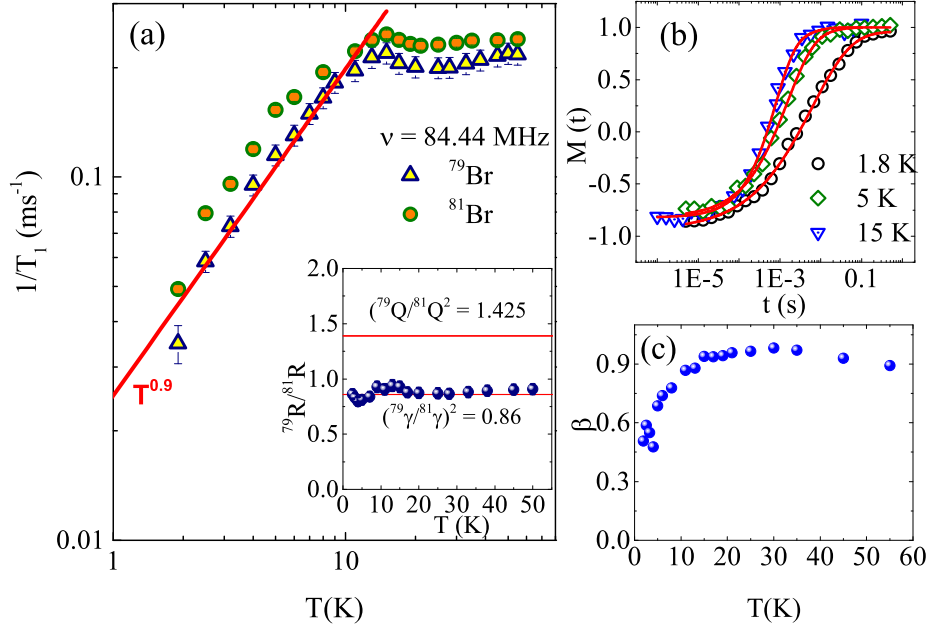 (a)
ν = 84.44 MHz
⁷⁹Br
⁸¹Br
T^0.9
1/T₁ (ms⁻¹)
0.1
0.01
1
10
T(K)
2.0
1.5
1.0
0.5
0.0
(⁷⁹Q/⁸¹Q² = 1.425
(⁷⁹γ/⁸¹γ)² = 0.86
⁷⁹R/⁸¹R
0 10 20 30 40 50
T (K)
(b)
1.0
0.5
0.0
-0.5
-1.0
M (t)
1.8 K
5 K
15 K
1E-5 1E-3 0.1
t (s)
(c)
0.9
0.6
0.3
0.0
β
0 10 20 30 40 50 60
T(K)